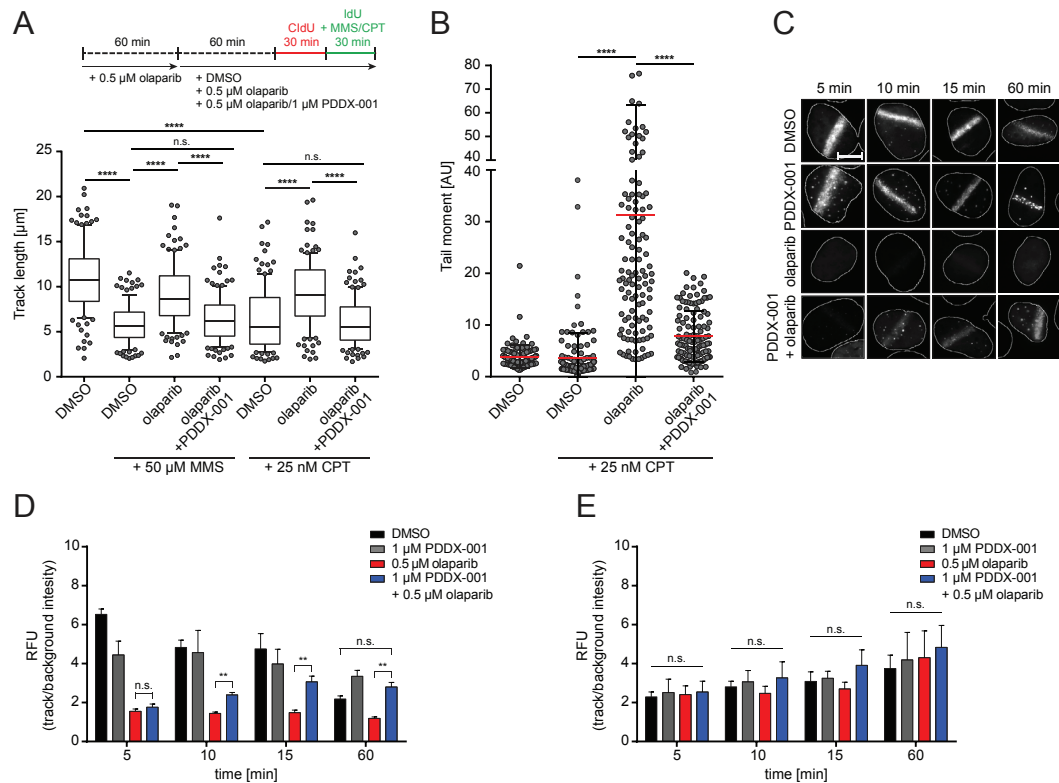 A
IdU
CldU + MMS/CPT
60 min 60 min 30 min 30 min
+ 0.5 µM olaparib + DMSO
+ 0.5 µM olaparib
+ 0.5 µM olaparib/1 µM PDDX-001
****
n.s.
n.s.
**** **** ****
**** ****
25
20
15
10
5
0
Track length [µm]
DMSO
DMSO
olaparib
olaparib
+PDDX-001
DMSO
olaparib
olaparib
+PDDX-001
+ 50 µM MMS
+ 25 nM CPT
B
**** ****
80
70
60
50
40
40
30
20
10
0
Tail moment [AU]
DMSO
DMSO
olaparib
olaparib
+PDDX-001
+ 25 nM CPT
C
5 min 10 min 15 min 60 min
DMSO
PDDX-001
olaparib
PDDX-001
+ olaparib
D
DMSO
1 µM PDDX-001
0.5 µM olaparib
1 µM PDDX-001
+ 0.5 µM olaparib
10
8
6
4
2
0
RFU
(track/background intesity)
n.s.
**
**
n.s.
**
5 10 15 60
time [min]
E
DMSO
1 µM PDDX-001
0.5 µM olaparib
1 µM PDDX-001
+ 0.5 µM olaparib
10
8
6
4
2
0
RFU
(track/background intesity)
n.s.
n.s.
n.s.
n.s.
5 10 15 60
time [min]